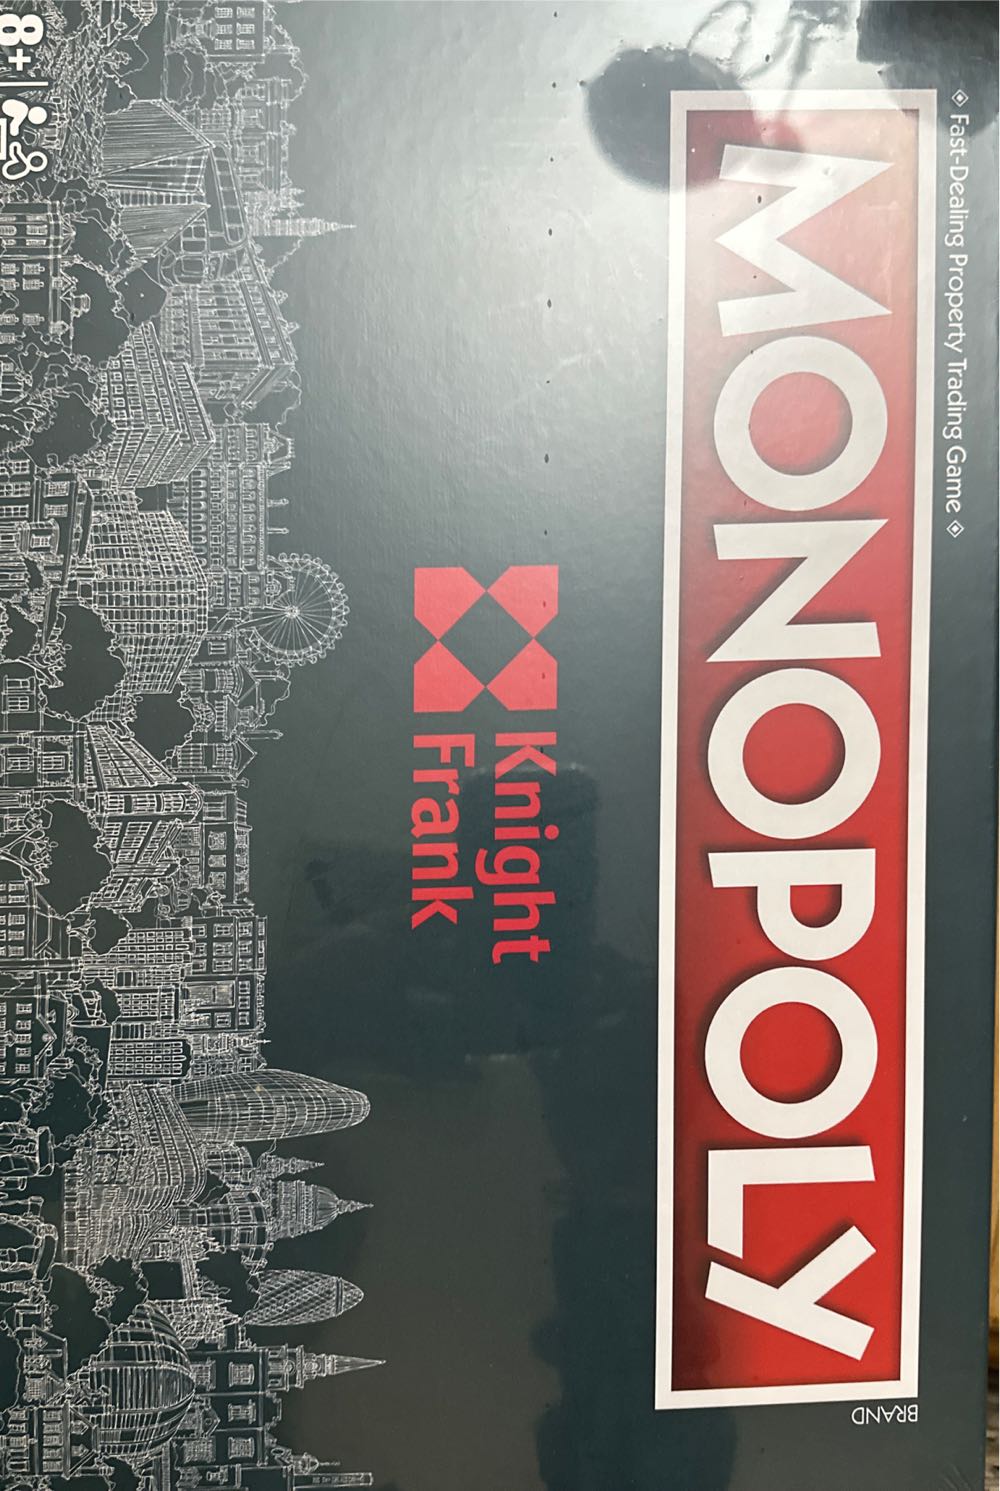 ◈ Fast-Dealing Property Trading Game ◈
MONOPOLY
BRAND
Knight
Frank
8+